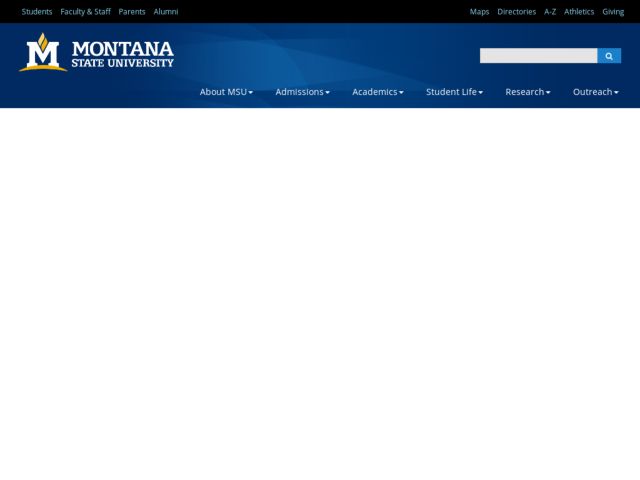 Students Faculty & Staff Parents Alumni Maps Directories A-Z Athletics Giving
M MONTANA
STATE UNIVERSITY
About MSU Admissions Academics Student Life Research Outreach